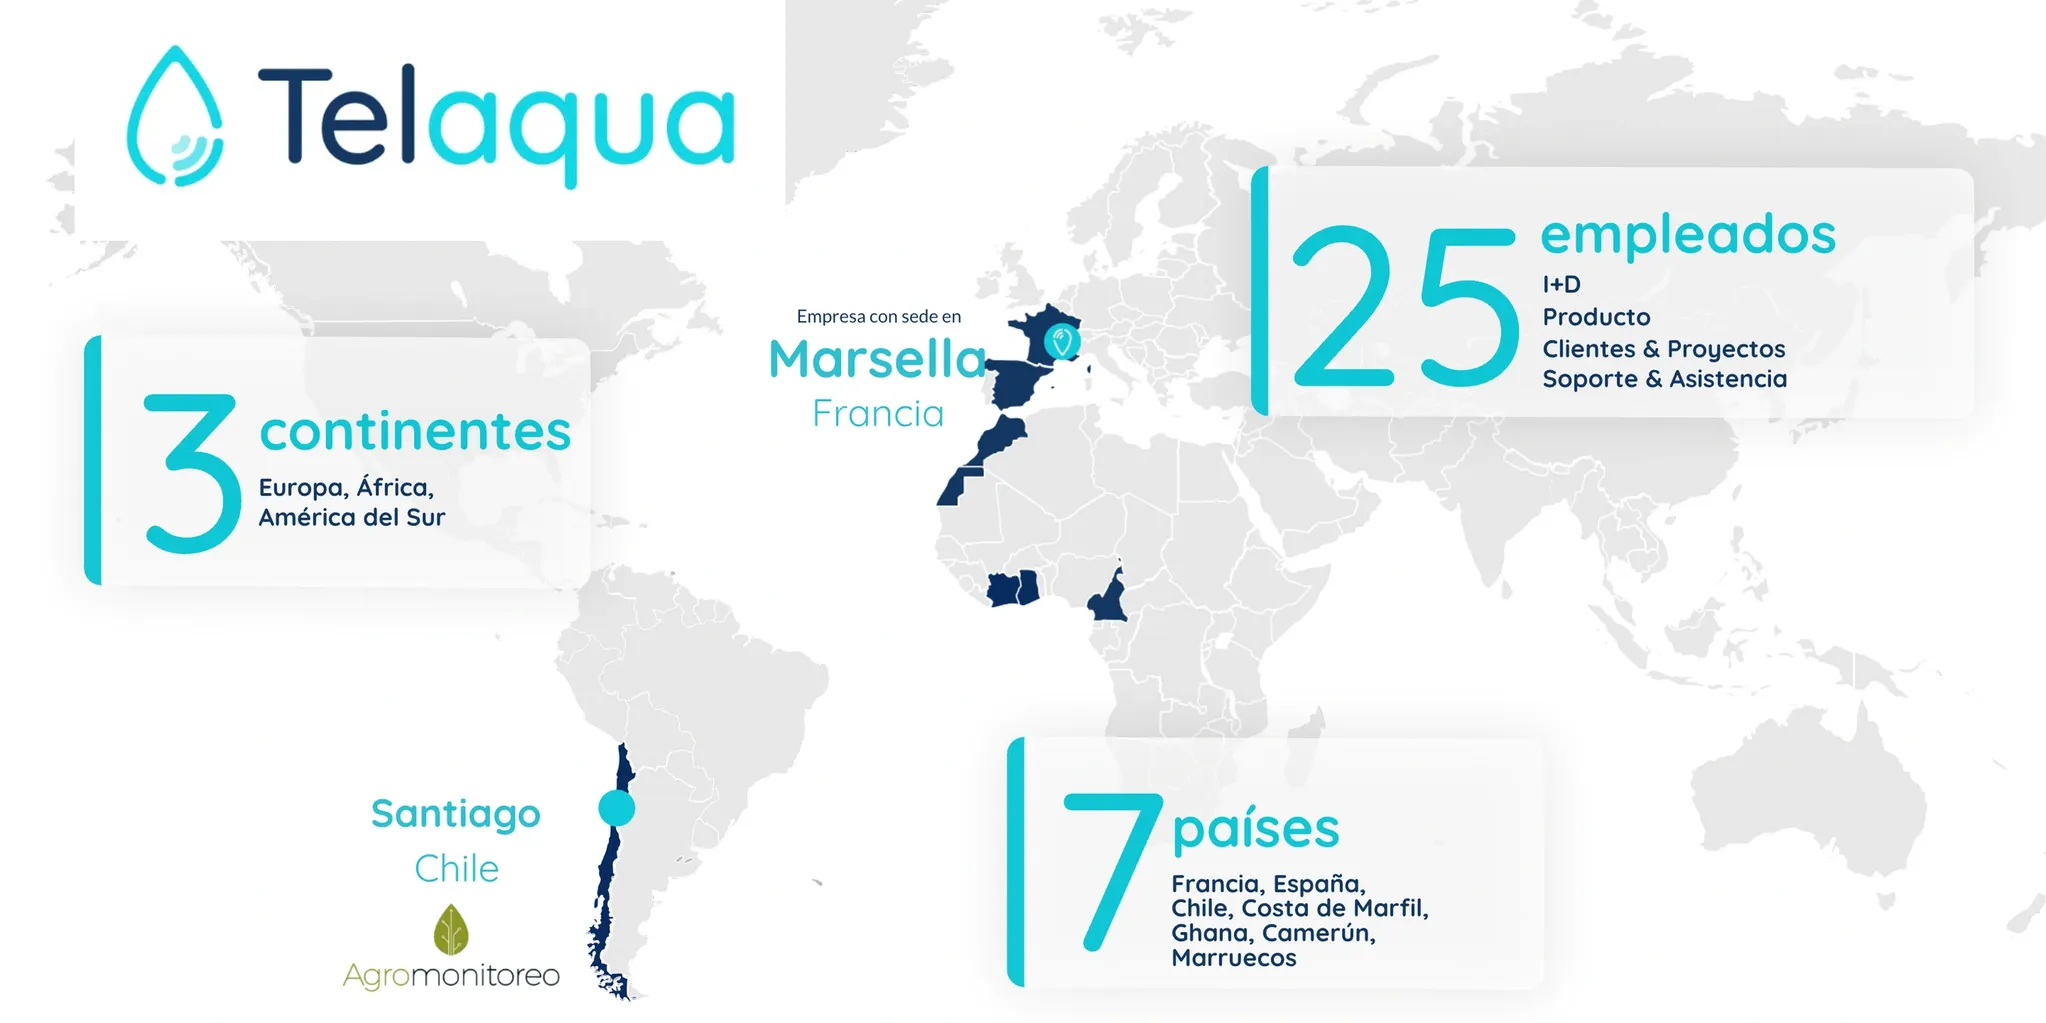 Telaqua
3 continentes
Europa, África,
América del Sur
Empresa con sede en
Marsella
Francia
25 empleados
I+D
Producto
Clientes & Proyectos
Soporte & Asistencia
Santiago
Chile
Agromonitoreo
7 países
Francia, España,
Chile, Costa de Marfil,
Ghana, Camerún,
Marruecos